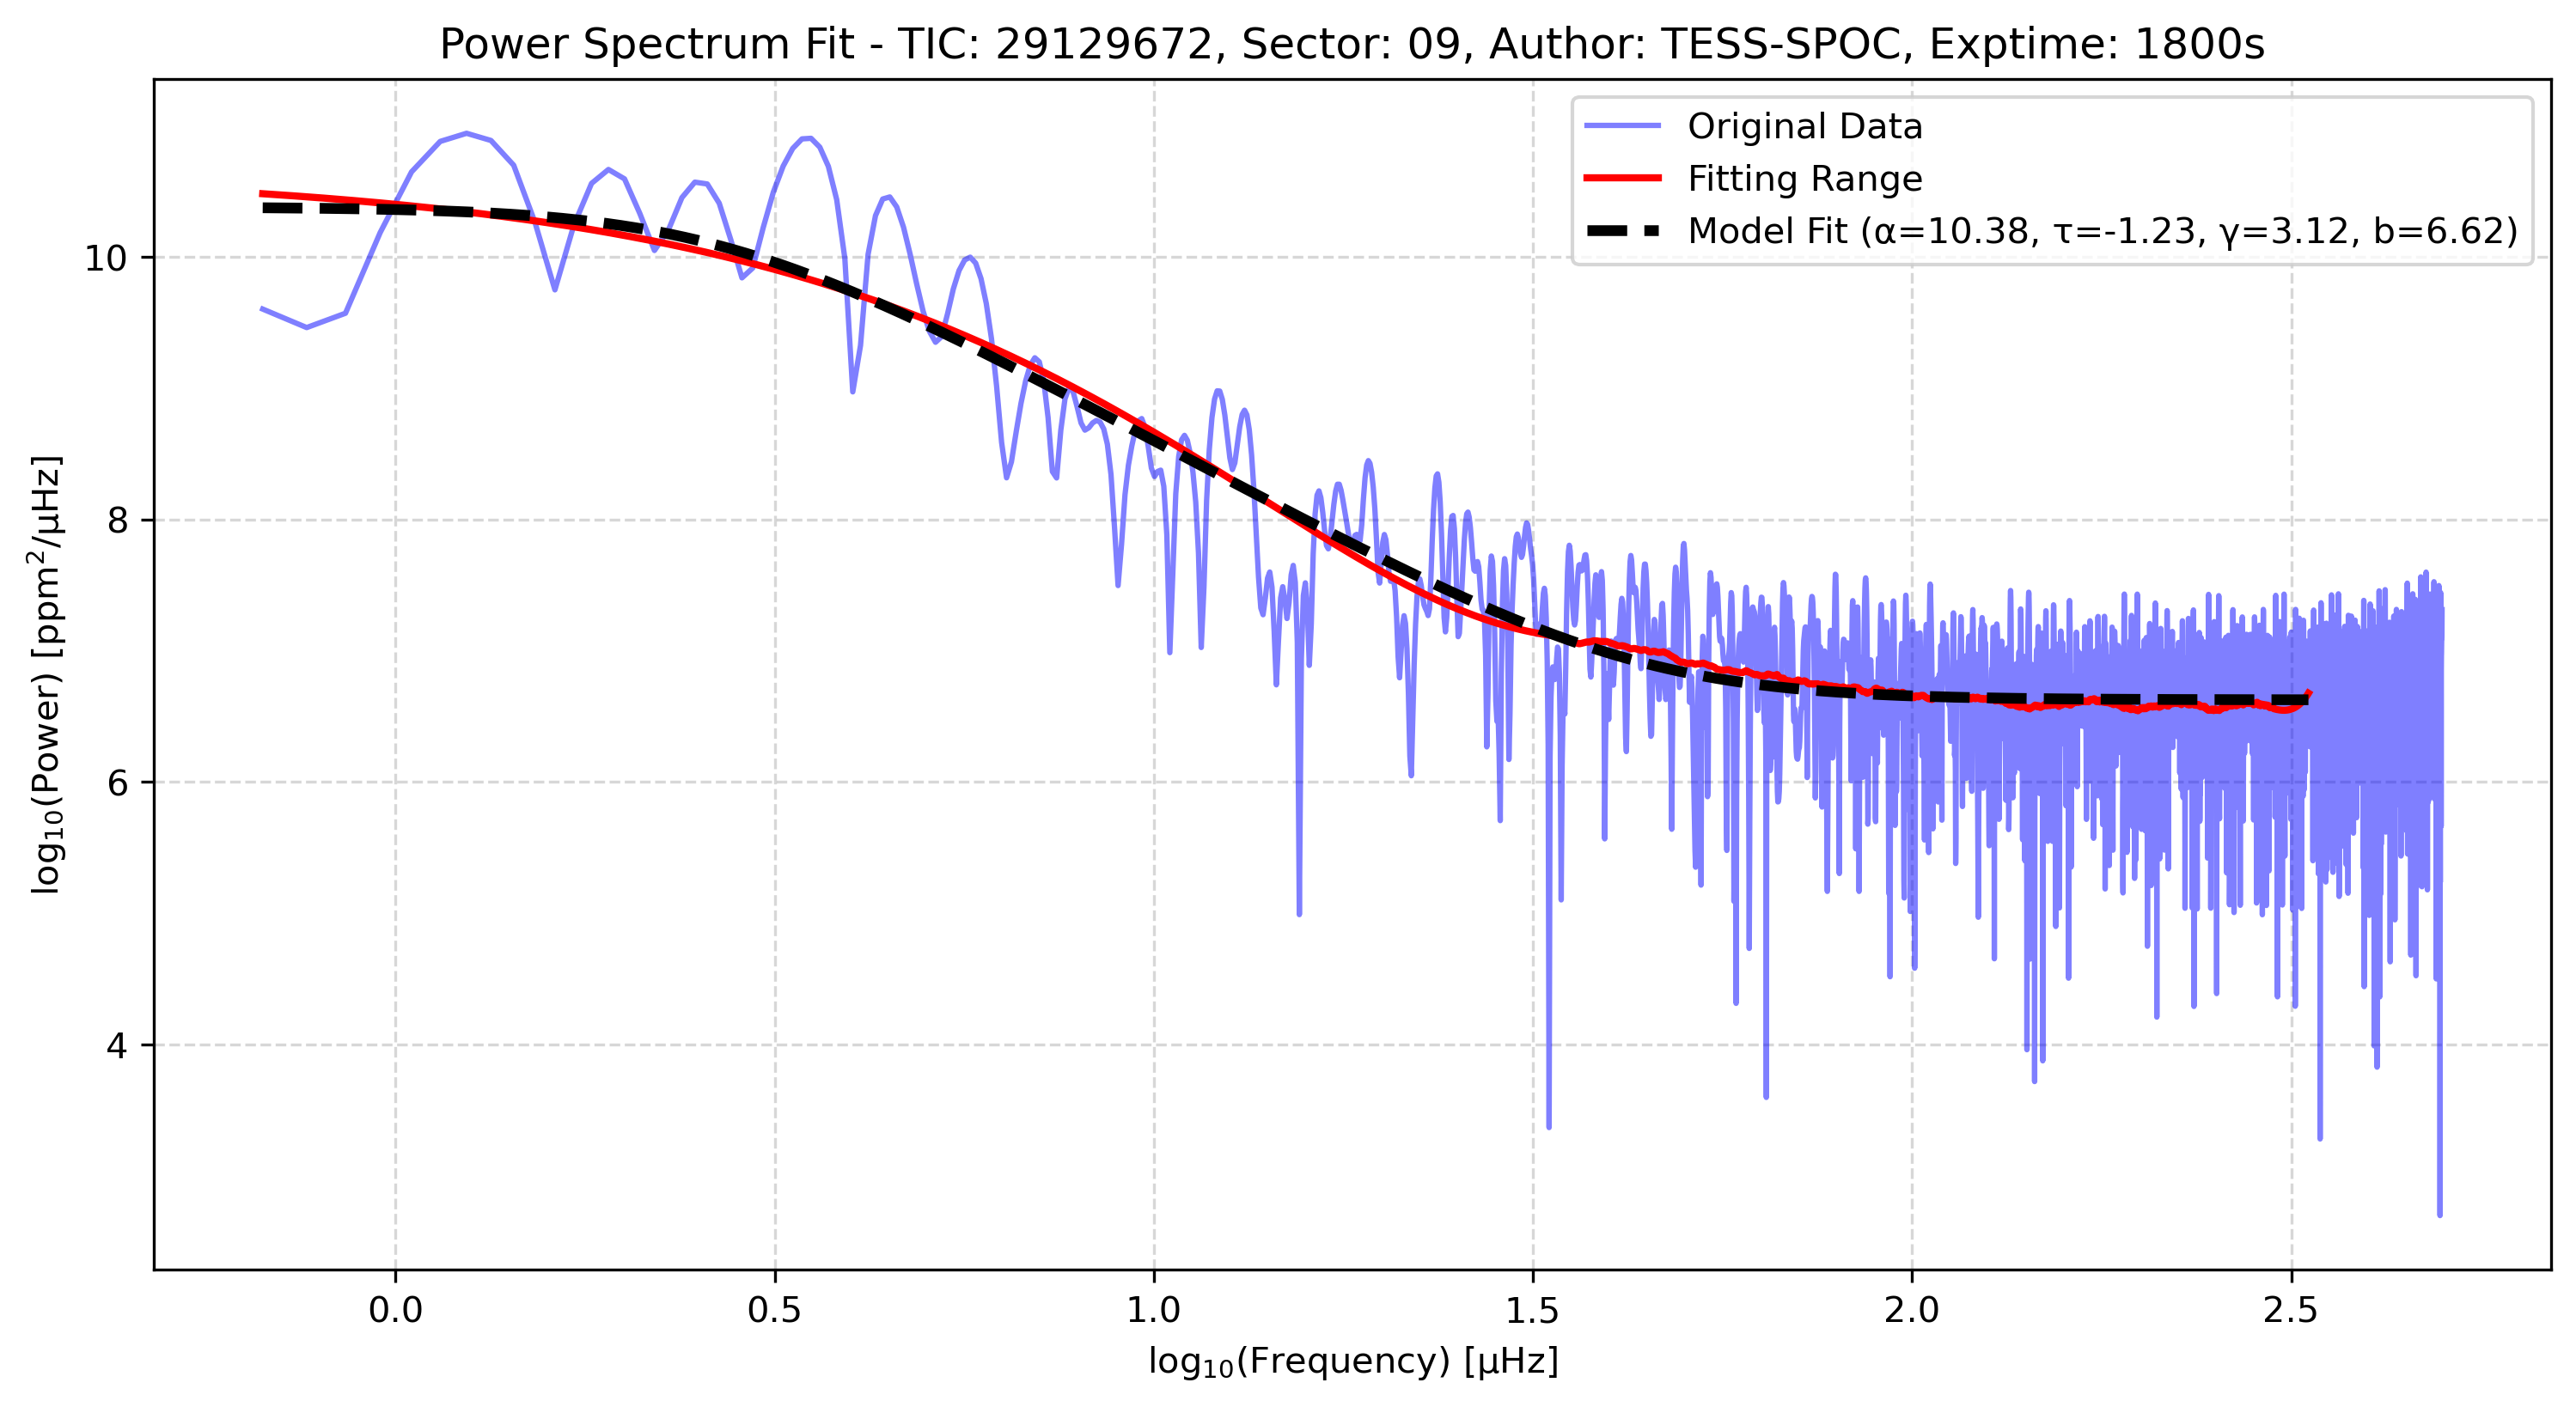 Power Spectrum Fit - TIC: 29129672, Sector: 09, Author: TESS-SPOC, Exptime: 1800s
Original Data
Fitting Range
Model Fit (α=10.38, τ=-1.23, γ=3.12, b=6.62)
log₁₀(Power) [ppm²/μHz]
10
8
6
4
0.0 0.5 1.0 1.5 2.0 2.5
log₁₀(Frequency) [μHz]